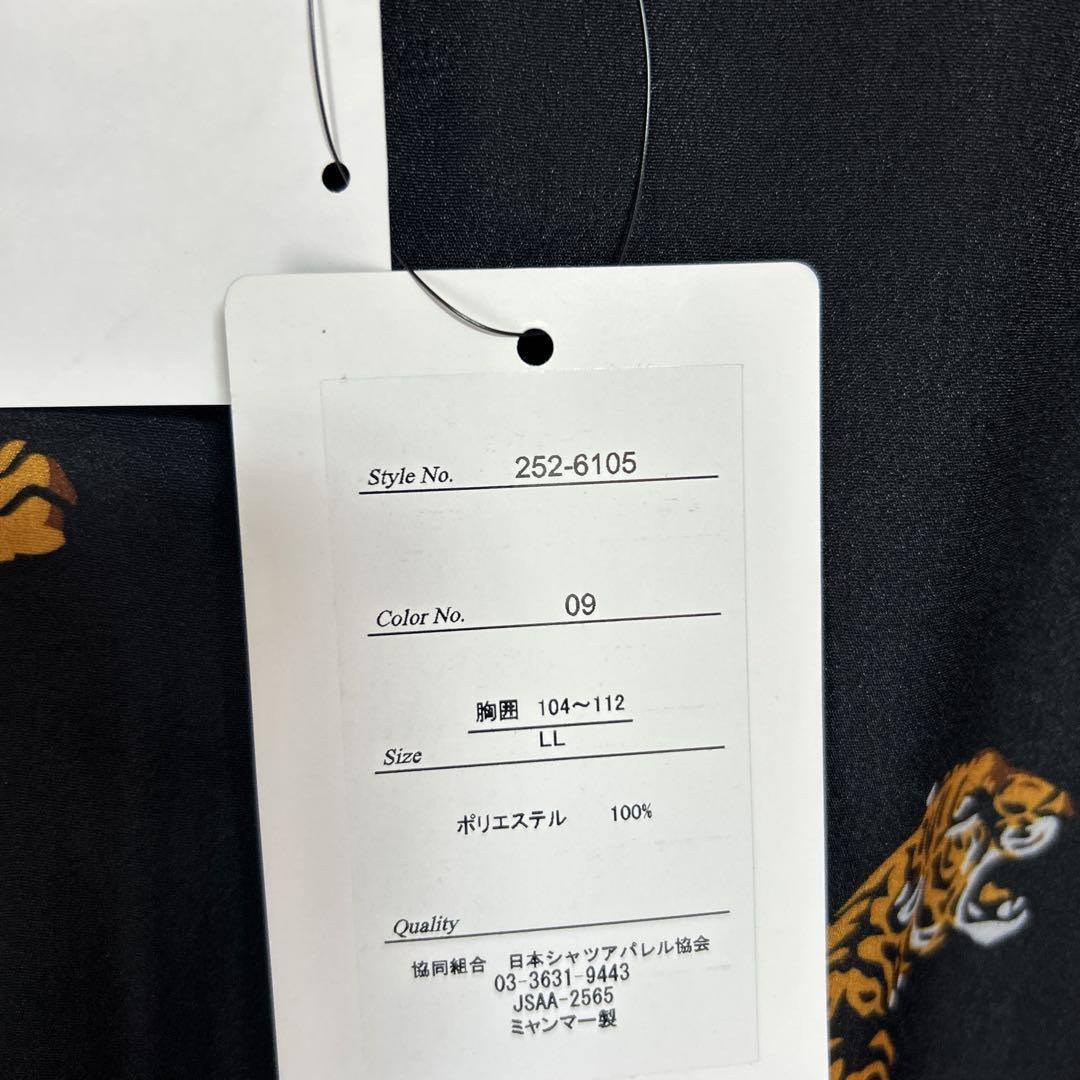 Style No. 252-6105
Color No. 09
胸囲 104〜112
LL
Size
ポリエステル 100%
Quality
協同組合 日本シャツアパレル協会
03-3631-9443
JSAA-2565
ミャンマー製